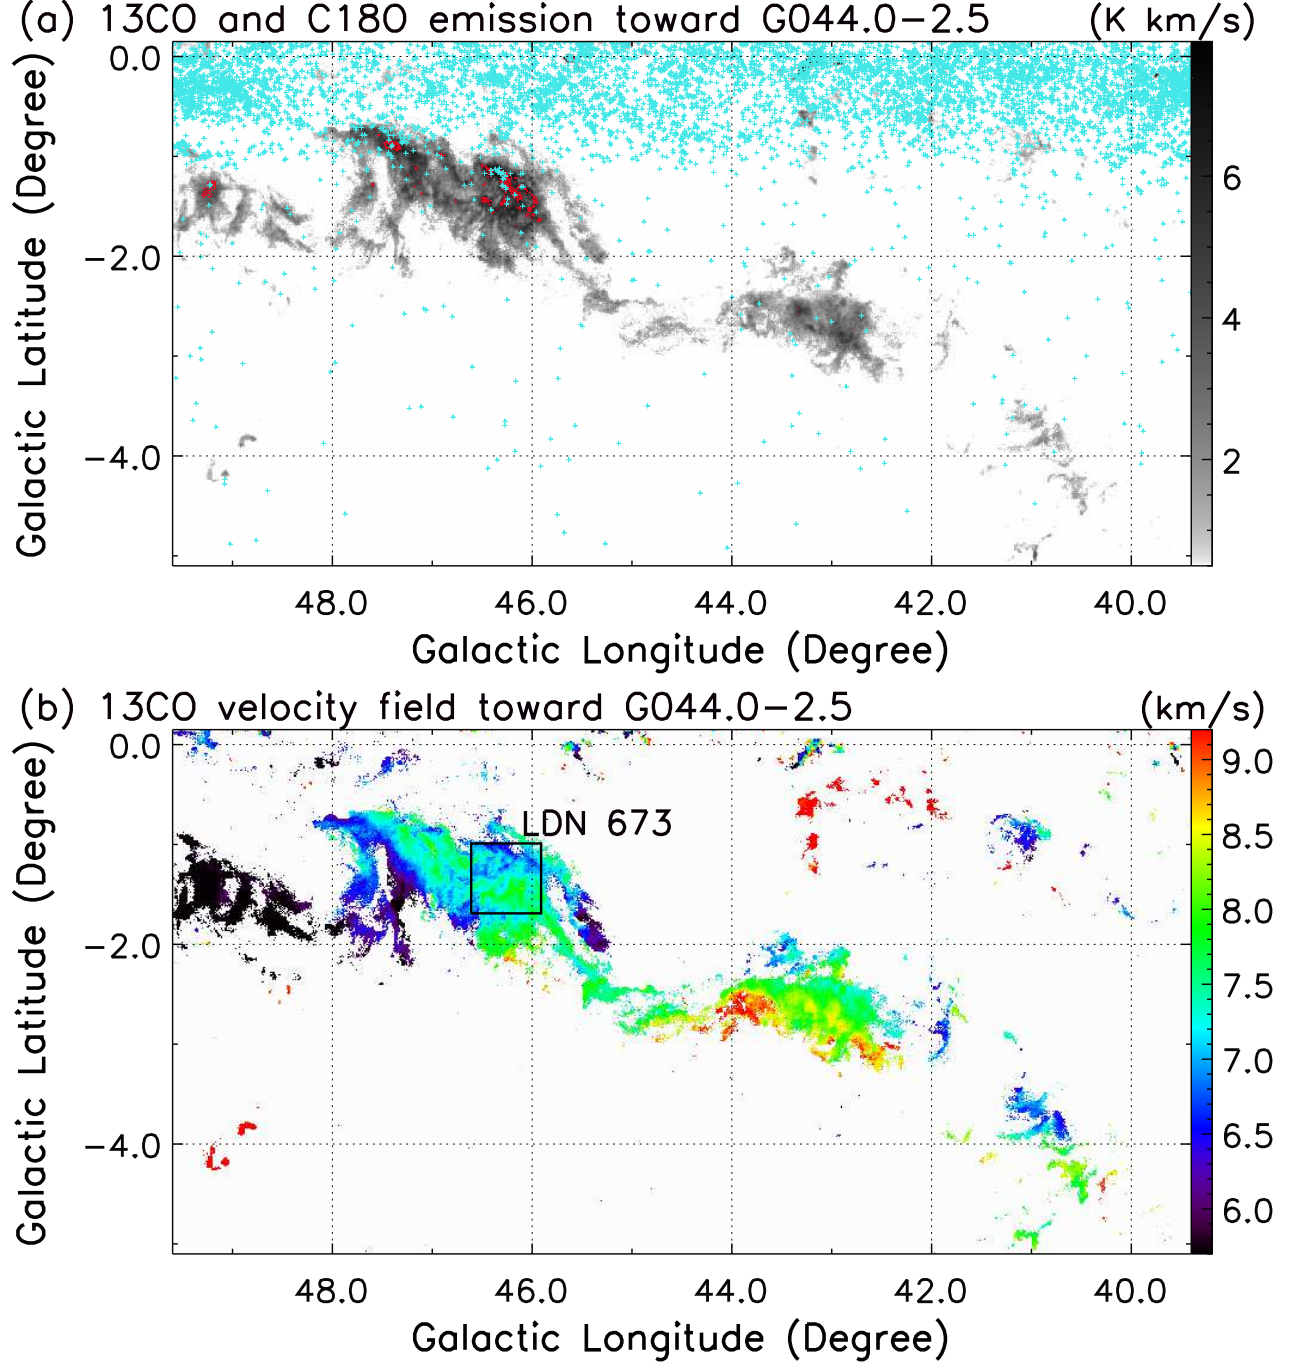 (a) 13CO and C18O emission toward G044.0−2.5 (K km/s)
0.0
−2.0
−4.0
Galactic Latitude (Degree)
6
4
2
48.0 46.0 44.0 42.0 40.0
Galactic Longitude (Degree)
(b) 13CO velocity field toward G044.0−2.5 (km/s)
0.0
−2.0
−4.0
Galactic Latitude (Degree)
LDN 673
9.0
8.5
8.0
7.5
7.0
6.5
6.0
48.0 46.0 44.0 42.0 40.0
Galactic Longitude (Degree)